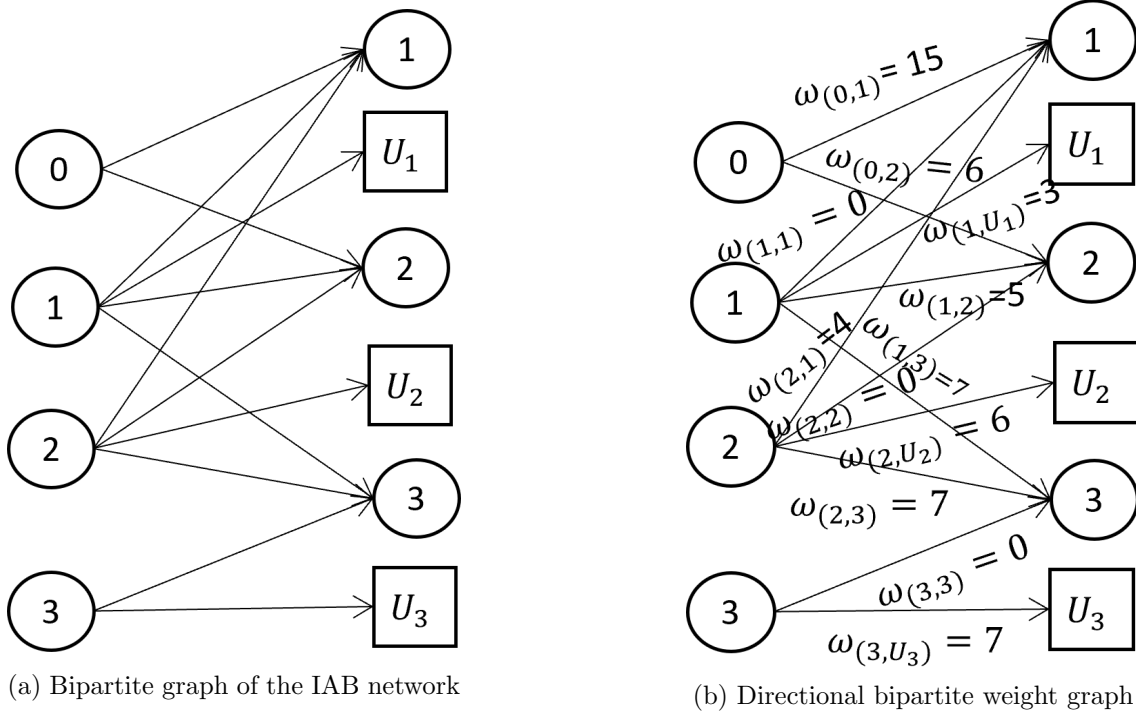 0
1
2
3
1
U₁
2
U₂
3
U₃
(a) Bipartite graph of the IAB network
0
1
2
3
1
U₁
2
U₂
3
U₃
ω₍₀,₁₎= 15
ω₍₀,₂₎ = 6
ω₍₁,₁₎ = 0
ω₍₁,U₁₎=3
ω₍₁,₂₎=5
ω₍₁,₃₎=7
ω₍₂,₁₎=4
ω₍₂,₂₎ = 0
ω₍₂,U₂₎ = 6
ω₍₂,₃₎ = 7
ω₍₃,₃₎ = 0
ω₍₃,U₃₎ = 7
(b) Directional bipartite weight graph